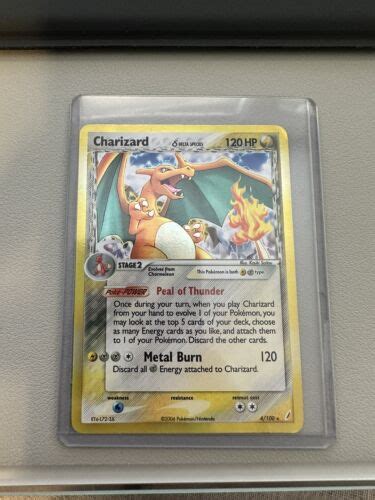 Charizard δ DELTA SPECIES 120 HP
Illus. Kouki Saitou
STAGE 2 Evolves from Charmeleon This Pokémon is both type.
Poké-POWER Peal of Thunder
Once during your turn, when you play Charizard
from your hand to evolve 1 of your Pokémon, you
may look at the top 5 cards of your deck, choose
as many Energy cards as you like, and attach them
to 1 of your Pokémon. Discard the other cards.
Metal Burn 120
Discard all Energy attached to Charizard.
weakness resistance retreat cost
©2006 Pokémon/Nintendo 4/100